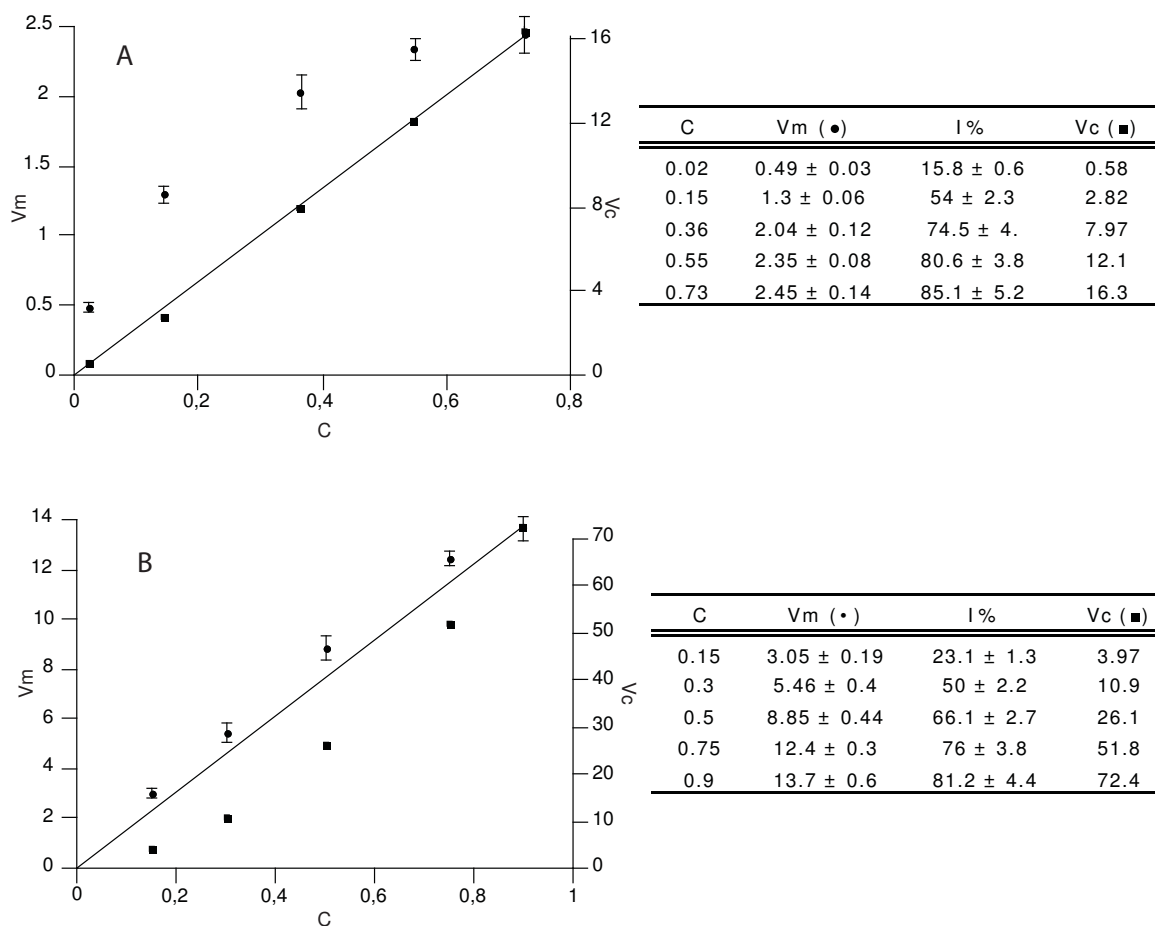 A
2.5
2
1.5
1
0.5
0
Vm
16
12
8
4
0
Vc
0
0,2
0,4
0,6
0,8
C
C Vm (●) I% Vc (■)
0.02 0.49 ± 0.03 15.8 ± 0.6 0.58
0.15 1.3 ± 0.06 54 ± 2.3 2.82
0.36 2.04 ± 0.12 74.5 ± 4. 7.97
0.55 2.35 ± 0.08 80.6 ± 3.8 12.1
0.73 2.45 ± 0.14 85.1 ± 5.2 16.3
B
14
12
10
8
6
4
2
0
Vm
70
60
50
40
30
20
10
0
Vc
0
0,2
0,4
0,6
0,8
1
C
C Vm (•) I% Vc (■)
0.15 3.05 ± 0.19 23.1 ± 1.3 3.97
0.3 5.46 ± 0.4 50 ± 2.2 10.9
0.5 8.85 ± 0.44 66.1 ± 2.7 26.1
0.75 12.4 ± 0.3 76 ± 3.8 51.8
0.9 13.7 ± 0.6 81.2 ± 4.4 72.4